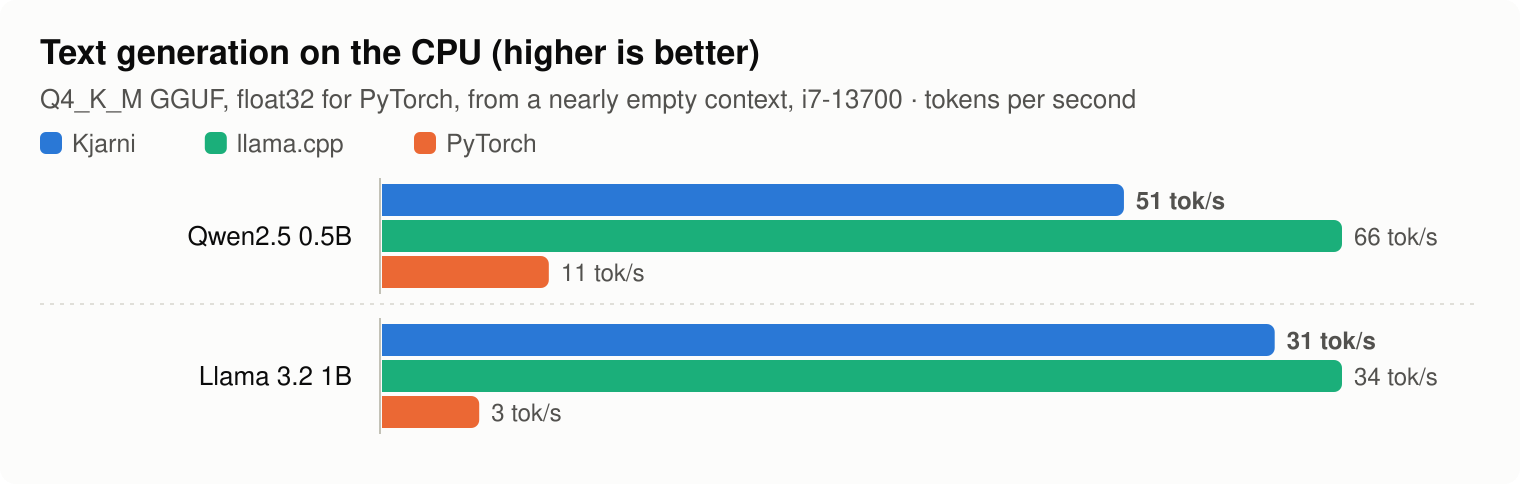 Text generation on the CPU (higher is better)
Q4_K_M GGUF, float32 for PyTorch, from a nearly empty context, i7-13700 · tokens per second
Kjarni llama.cpp PyTorch
51 tok/s
Qwen2.5 0.5B 66 tok/s
11 tok/s
31 tok/s
Llama 3.2 1B 34 tok/s
3 tok/s